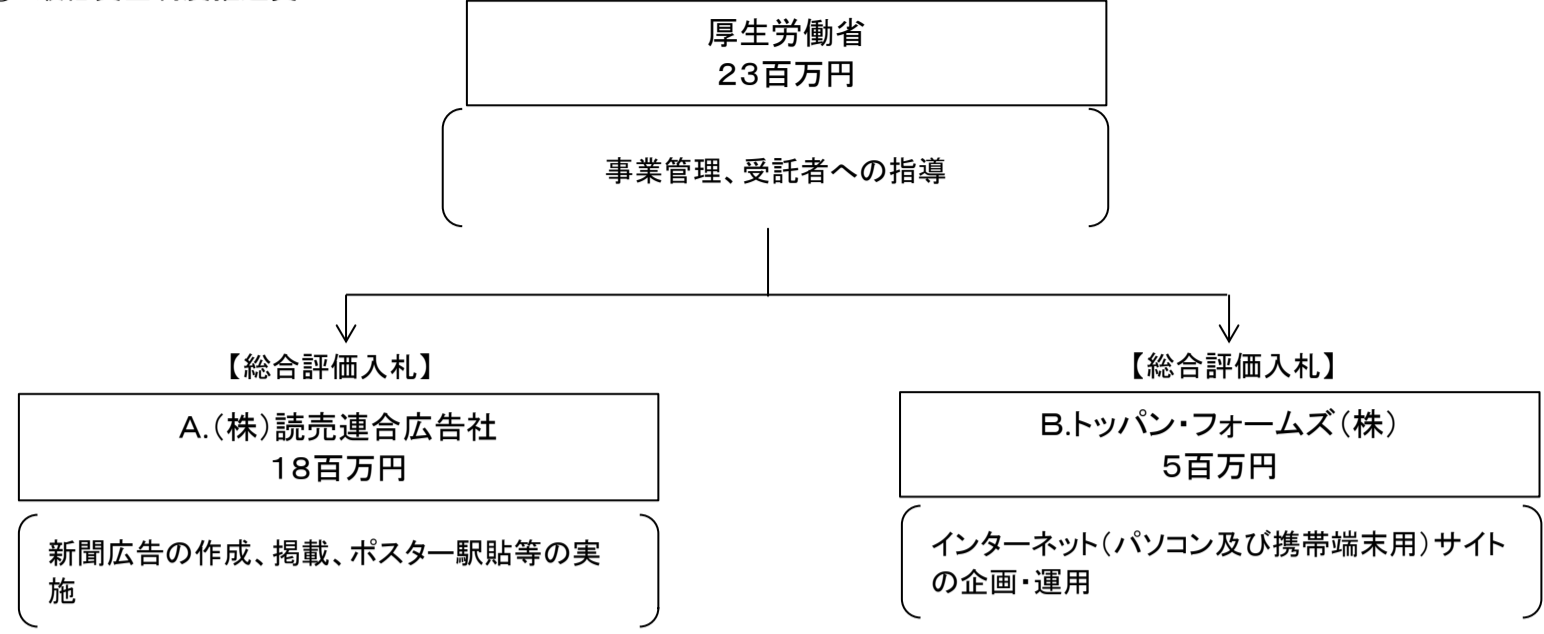 厚生労働省
23百万円
事業管理、受託者への指導
【総合評価入札】
【総合評価入札】
A.(株)読売連合広告社
18百万円
B.トッパン・フォームズ(株)
5百万円
新聞広告の作成、掲載、ポスター駅貼等の実
施
インターネット(パソコン及び携帯端末用)サイト
の企画・運用